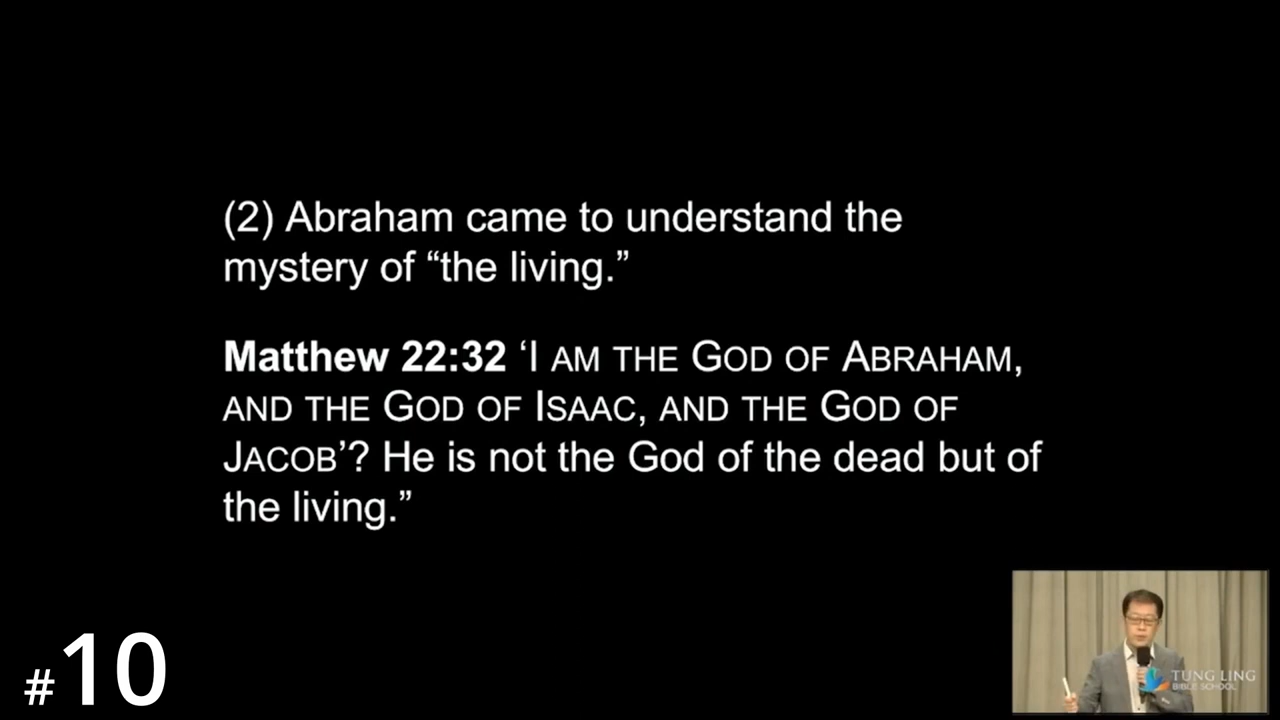 (2) Abraham came to understand the
mystery of “the living.”
Matthew 22:32 ‘I AM THE GOD OF ABRAHAM,
AND THE GOD OF ISAAC, AND THE GOD OF
JACOB’? He is not the God of the dead but of
the living.”
#10
TUNG LING
BIBLE SCHOOL